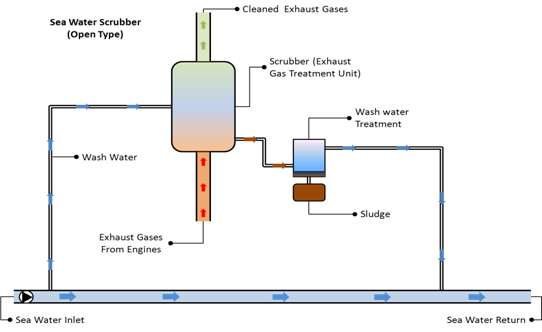 Sea Water Scrubber
(Open Type)
Cleaned Exhaust Gases
Scrubber (Exhaust
Gas Treatment Unit)
Wash water
Treatment
Wash Water
Sludge
Exhaust Gases
From Engines
Sea Water Inlet
Sea Water Return